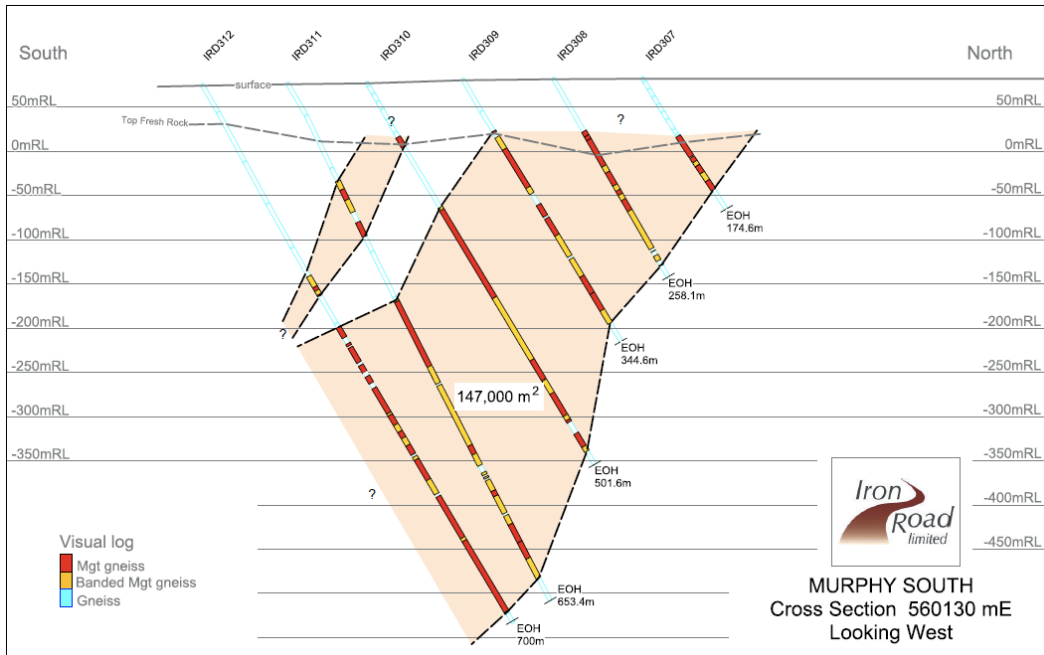 South
North
IRD312
IRD311
IRD310
IRD309
IRD308
IRD307
surface
50mRL
50mRL
Top Fresh Rock
?
?
0mRL
0mRL
-50mRL
-50mRL
EOH
174.6m
-100mRL
-100mRL
-150mRL
-150mRL
EOH
258.1m
-200mRL
-200mRL
?
EOH
344.6m
-250mRL
-250mRL
147,000 m²
-300mRL
-300mRL
-350mRL
-350mRL
EOH
501.6m
?
-400mRL
-450mRL
Iron
Road
limited
Visual log
Mgt gneiss
Banded Mgt gneiss
Gneiss
EOH
653.4m
EOH
700m
MURPHY SOUTH
Cross Section 560130 mE
Looking West